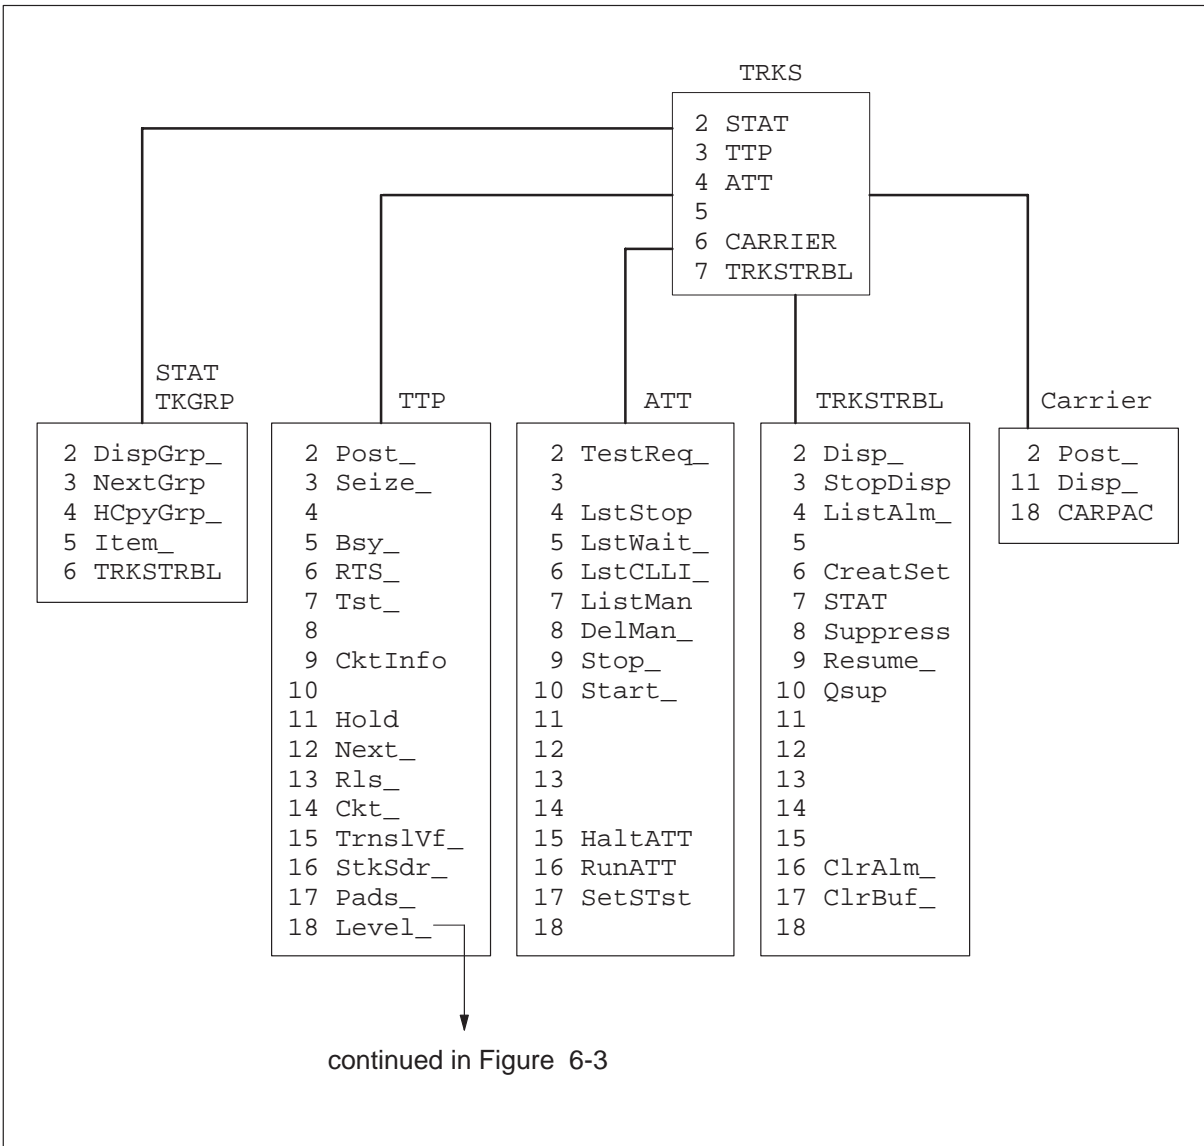 TRKS
2 STAT
3 TTP
4 ATT
5
6 CARRIER
7 TRKSTRBL
STAT
TKGRP
2 DispGrp_
3 NextGrp
4 HCpyGrp_
5 Item_
6 TRKSTRBL
TTP
2 Post_
3 Seize_
4
5 Bsy_
6 RTS_
7 Tst_
8
9 CktInfo
10
11 Hold
12 Next_
13 Rls_
14 Ckt_
15 TrnslVf_
16 StkSdr_
17 Pads_
18 Level_
ATT
2 TestReq_
3
4 LstStop
5 LstWait_
6 LstCLLI_
7 ListMan
8 DelMan_
9 Stop_
10 Start_
11
12
13
14
15 HaltATT
16 RunATT
17 SetSTst
18
TRKSTRBL
2 Disp_
3 StopDisp
4 ListAlm_
5
6 CreatSet
7 STAT
8 Suppress
9 Resume_
10 Qsup
11
12
13
14
15
16 ClrAlm_
17 ClrBuf_
18
Carrier
2 Post_
11 Disp_
18 CARPAC
continued in Figure 6-3